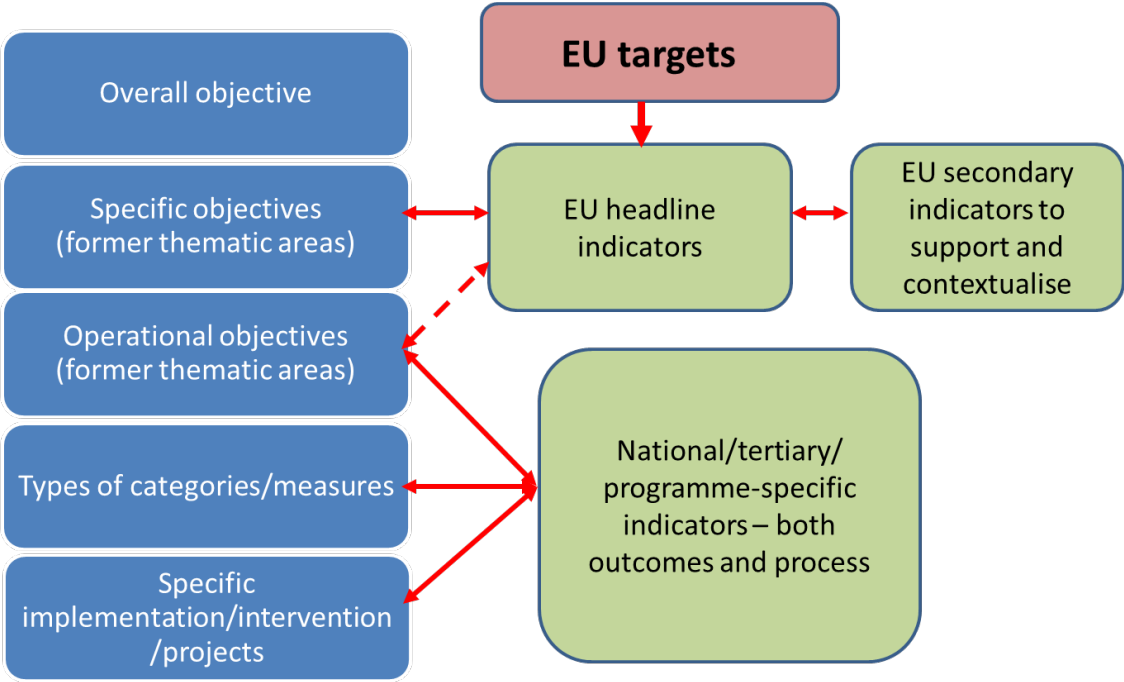 Overall objective
Specific objectives
(former thematic areas)
Operational objectives
(former thematic areas)
Types of categories/measures
Specific
implementation/intervention
/projects
EU targets
EU headline
indicators
EU secondary
indicators to
support and
contextualise
National/tertiary/
programme-specific
indicators – both
outcomes and process